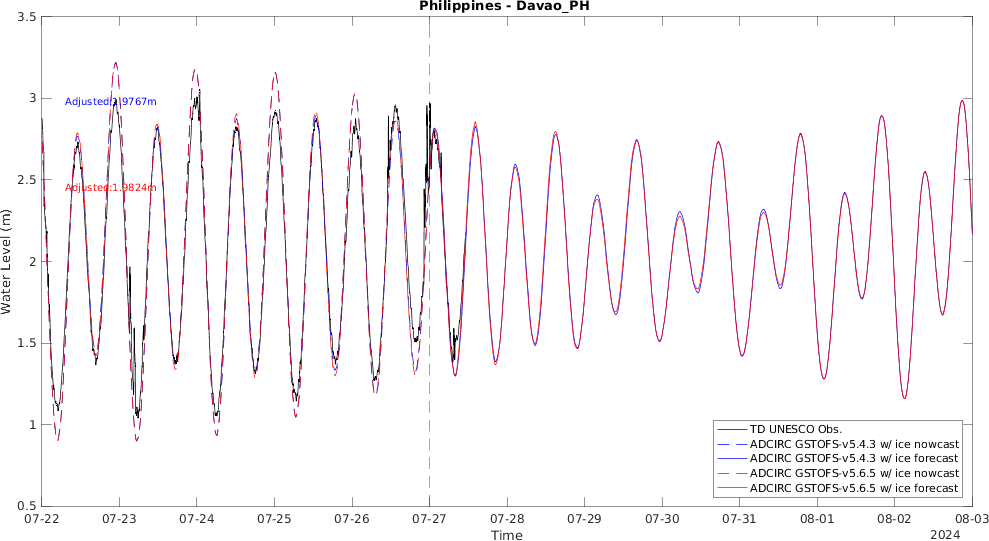 Philippines - Davao_PH
3.5
3
2.5
2
1.5
1
0.5
Water Level (m)
Adjusted:1.9767m
Adjusted:1.9824m
TD UNESCO Obs.
ADCIRC GSTOFS-v5.4.3 w/ ice nowcast
ADCIRC GSTOFS-v5.4.3 w/ ice forecast
ADCIRC GSTOFS-v5.6.5 w/ ice nowcast
ADCIRC GSTOFS-v5.6.5 w/ ice forecast
07-22 07-23 07-24 07-25 07-26 07-27 07-28 07-29 07-30 07-31 08-01 08-02 08-03
Time
2024